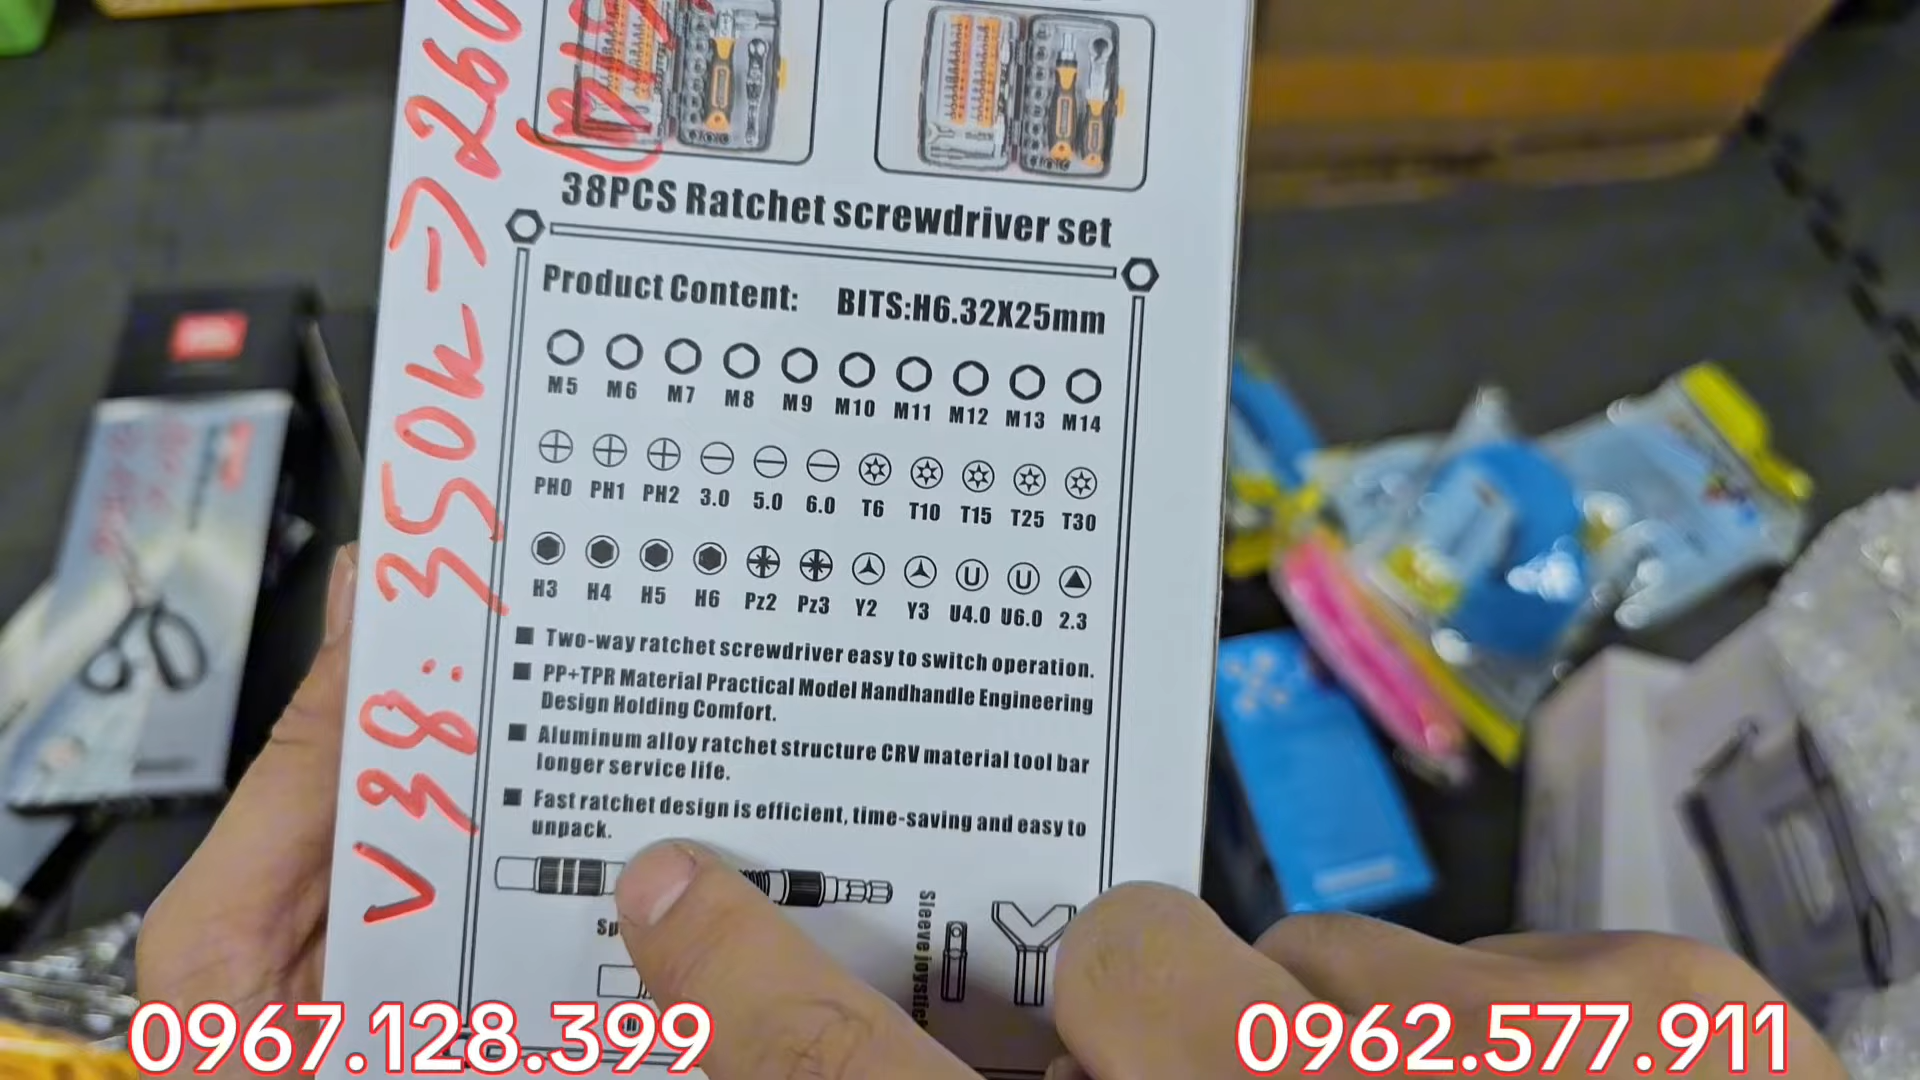 38PCS Ratchet screwdriver set
Product Content: BITS:H6.32X25mm
M5 M6 M7 M8 M9 M10 M11 M12 M13 M14
PH0 PH1 PH2 3.0 5.0 6.0 T6 T10 T15 T25 T30
H3 H4 H5 H6 Pz2 Pz3 Y2 Y3 U4.0 U6.0 2.3
Two-way ratchet screwdriver easy to switch operation.
PP+TPR Material Practical Model Handhandle Engineering
Design Holding Comfort.
Aluminum alloy ratchet structure CRV material tool bar
longer service life.
Fast ratchet design is efficient, time-saving and easy to
unpack.
Sleeve joystick
V38: 350k → 260
0967.128.399
0962.577.911